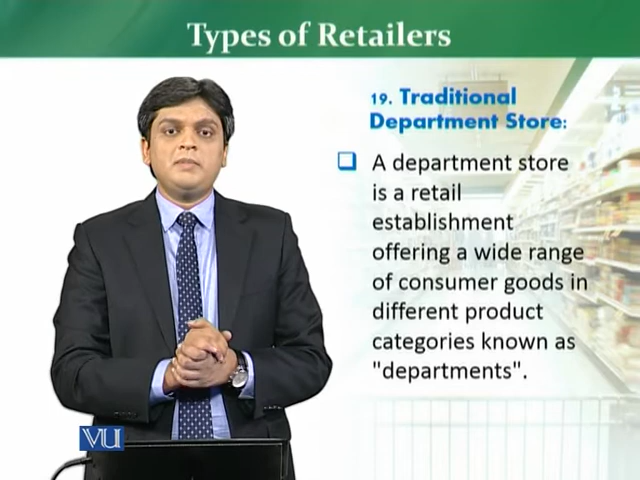 Types of Retailers
19. Traditional
Department Store:
A department store
is a retail
establishment
offering a wide range
of consumer goods in
different product
categories known as
"departments".
VU